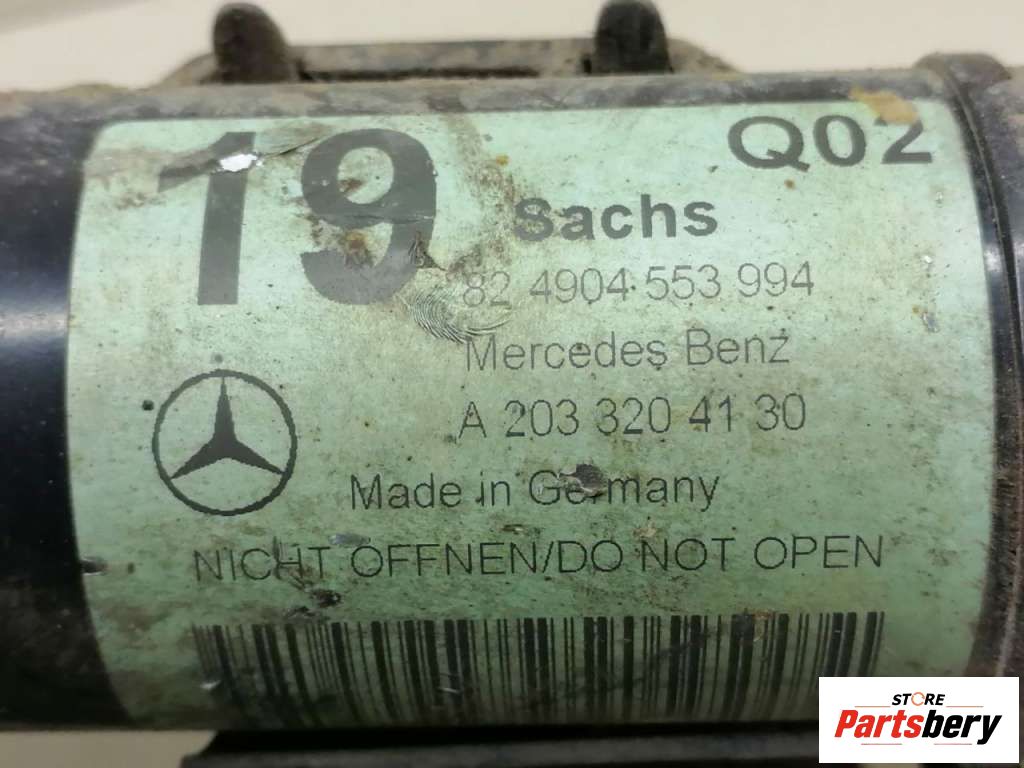 19
Q02
Sachs
82 4904 553 994
Mercedes Benz
A 203 320 41 30
Made in Germany
NICHT OFFNEN/DO NOT OPEN
STORE
Partsbery